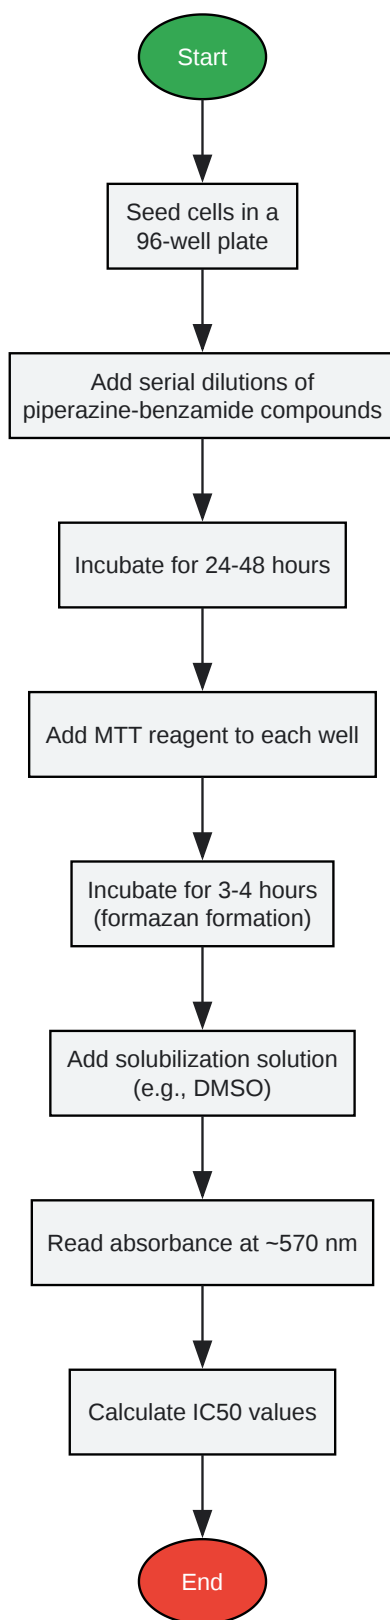 Start
Seed cells in a
96-well plate
Add serial dilutions of
piperazine-benzamide compounds
Incubate for 24-48 hours
Add MTT reagent to each well
Incubate for 3-4 hours
(formazan formation)
Add solubilization solution
(e.g., DMSO)
Read absorbance at ~570 nm
Calculate IC50 values
End